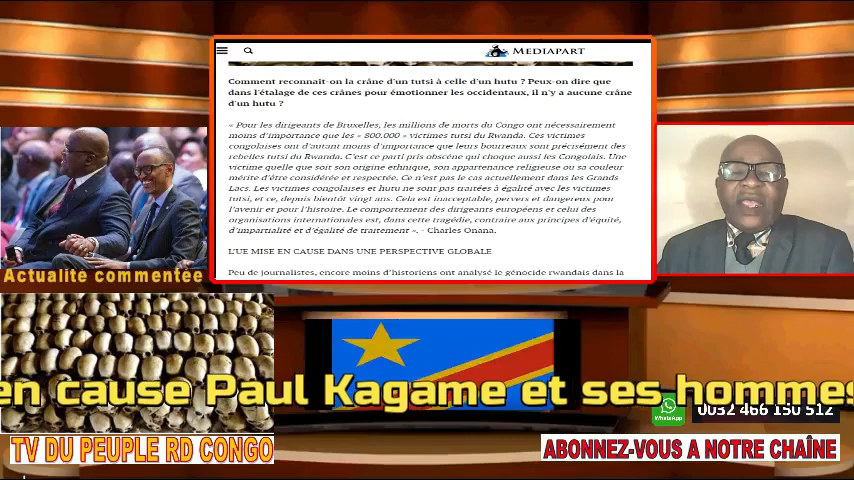 MEDIAPART
Comment reconnaît-on la crâne d'un tutsi à celle d'un hutu ? Peux-on dire que
dans l'étalage de ces crânes pour émotionner les occidentaux, il n'y a aucune crâne
d'un hutu ?
« Pour les dirigeants de Bruxelles, les millions de morts du Congo ont nécessairement
moins d'importance que les « 800.000 » victimes tutsi du Rwanda. Ces victimes
congolaises ont d'autant moins d'importance que leurs bourreaux sont précisément des
rebelles tutsi du Rwanda. C'est ce parti pris obscène qui choque aussi les Congolais. Une
victime quelle que soit son origine ethnique, son appartenance religieuse ou sa couleur
mérite d'être considérée et respectée. Ce n'est pas le cas actuellement dans les Grands
Lacs. Les victimes congolaises et hutu ne sont pas traitées à égalité avec les victimes
tutsi, et ce, depuis bientôt vingt ans. Cela est inacceptable, pervers et dangereux pour
l'avenir et pour l'histoire. Le comportement des dirigeants européens et celui des
organisations internationales est, dans cette tragédie, contraire aux principes d'équité,
d'impartialité et d'égalité de traitement ». - Charles Onana.
L'UE MISE EN CAUSE DANS UNE PERSPECTIVE GLOBALE
Peu de journalistes, encore moins d'historiens ont analysé le génocide rwandais dans la
Actualité commentée
en cause Paul Kagame et ses hommes
WhatsApp
0032 466 150 512
TV DU PEUPLE RD CONGO
ABONNEZ-VOUS A NOTRE CHAÎNE